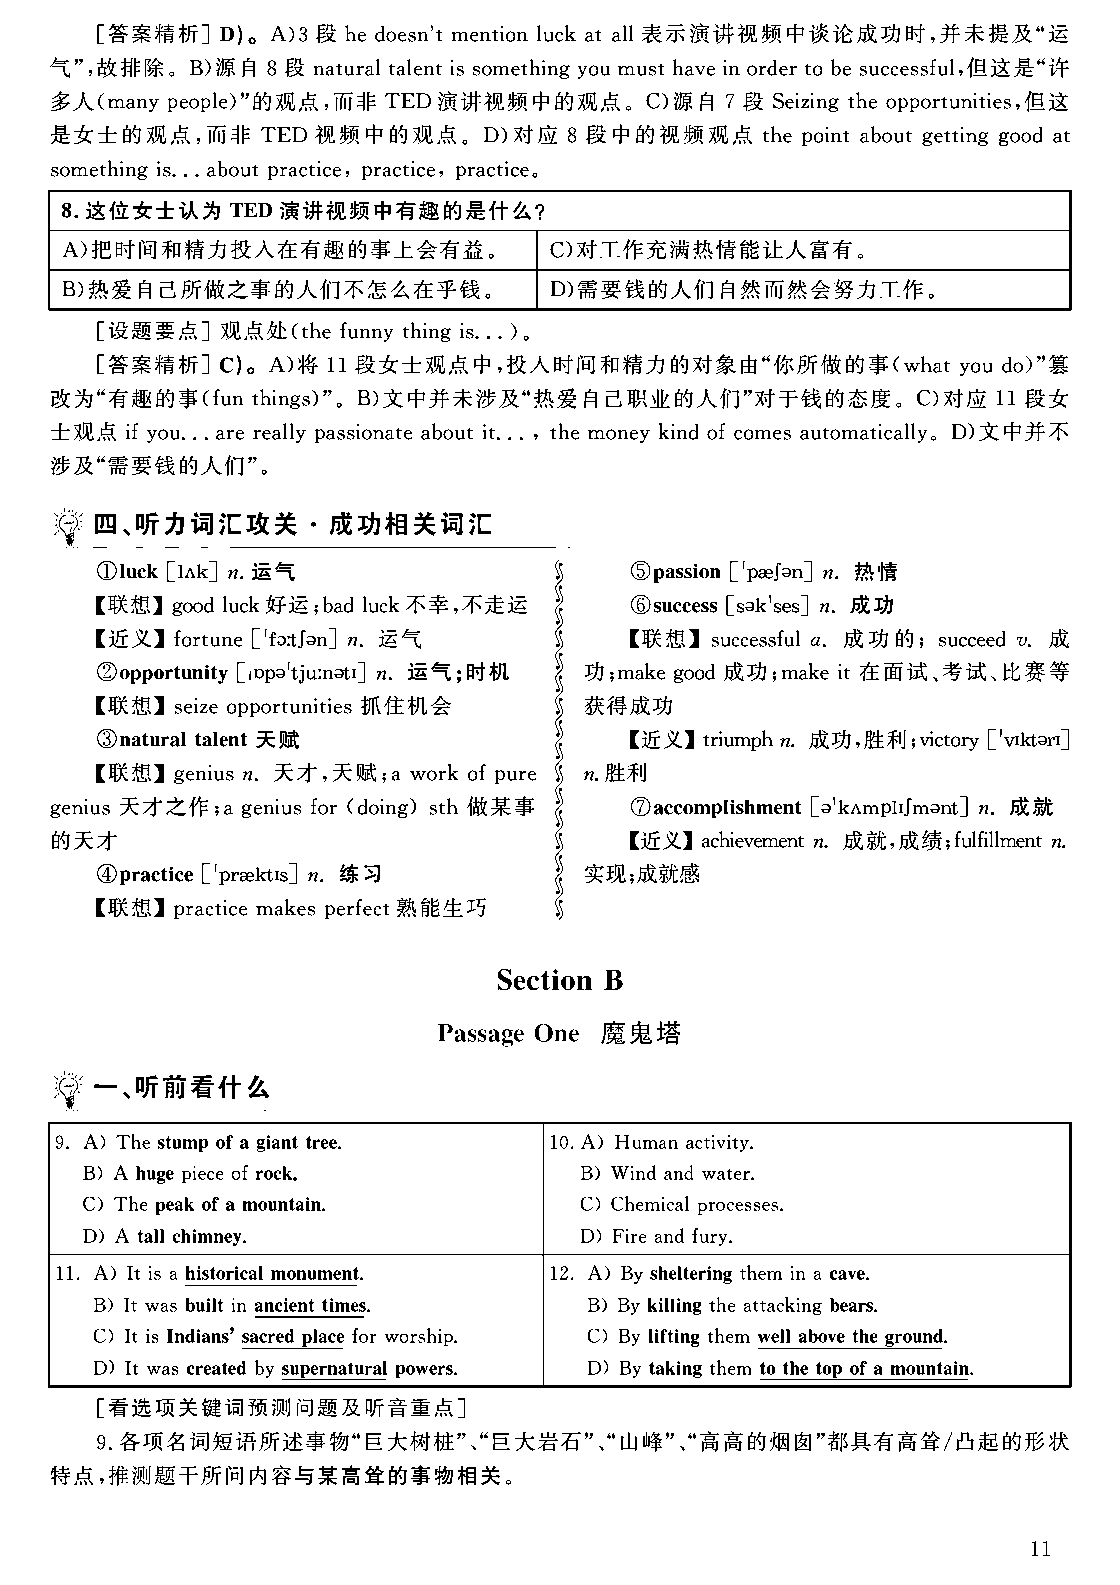 [答案精析] D)。A)3 段 he doesn't mention luck at all 表示演讲视频中谈论成功时,并未提及“运
气”,故排除。B)源自 8 段 natural talent is something you must have in order to be successful,但这是“许
多人(many people)”的观点,而非 TED 演讲视频中的观点。C)源自 7 段 Seizing the opportunities,但这
是女士的观点,而非 TED 视频中的观点。D)对应 8 段中的视频观点 the point about getting good at
something is... about practice, practice, practice。
8. 这位女士认为 TED 演讲视频中有趣的是什么?
A)把时间和精力投入在有趣的事上会有益。
C)对工作充满热情能让人富有。
B)热爱自己所做之事的人们不怎么在乎钱。
D)需要钱的人们自然而然会努力工作。
[设题要点] 观点处(the funny thing is...)。
[答案精析] C)。A)将 11 段女士观点中,投人时间和精力的对象由“你所做的事(what you do)”篡
改为“有趣的事(fun things)”。B)文中并未涉及“热爱自己职业的人们”对于钱的态度。C)对应 11 段女
士观点 if you... are really passionate about it..., the money kind of comes automatically。D)文中并不
涉及“需要钱的人们”。
四、听力词汇攻关·成功相关词汇
①luck [lʌk] n. 运气
【联想】good luck 好运;bad luck 不幸,不走运
【近义】fortune [ˈfɔːtʃən] n. 运气
②opportunity [ˌɒpəˈtjuːnətɪ] n. 运气;时机
【联想】seize opportunities 抓住机会
③natural talent 天赋
【联想】genius n. 天才,天赋;a work of pure
genius 天才之作;a genius for (doing) sth 做某事
的天才
④practice [ˈpræktɪs] n. 练习
【联想】practice makes perfect 熟能生巧
⑤passion [ˈpæʃən] n. 热情
⑥success [səkˈses] n. 成功
【联想】successful a. 成功的; succeed v. 成
功;make good 成功;make it 在面试、考试、比赛等
获得成功
【近义】triumph n. 成功,胜利;victory [ˈvɪktərɪ]
n. 胜利
⑦accomplishment [əˈkʌmplɪʃmənt] n. 成就
【近义】achievement n. 成就,成绩;fulfillment n.
实现;成就感
Section B
Passage One 魔鬼塔
一、听前看什么
9. A) The stump of a giant tree.
B) A huge piece of rock.
C) The peak of a mountain.
D) A tall chimney.
10. A) Human activity.
B) Wind and water.
C) Chemical processes.
D) Fire and fury.
11. A) It is a historical monument.
B) It was built in ancient times.
C) It is Indians' sacred place for worship.
D) It was created by supernatural powers.
12. A) By sheltering them in a cave.
B) By killing the attacking bears.
C) By lifting them well above the ground.
D) By taking them to the top of a mountain.
[看选项关键词预测问题及听音重点]
9. 各项名词短语所述事物“巨大树桩”、“巨大岩石”、“山峰”、“高高的烟囱”都具有高耸/凸起的形状
特点,推测题干所问内容与某高耸的事物相关。
11